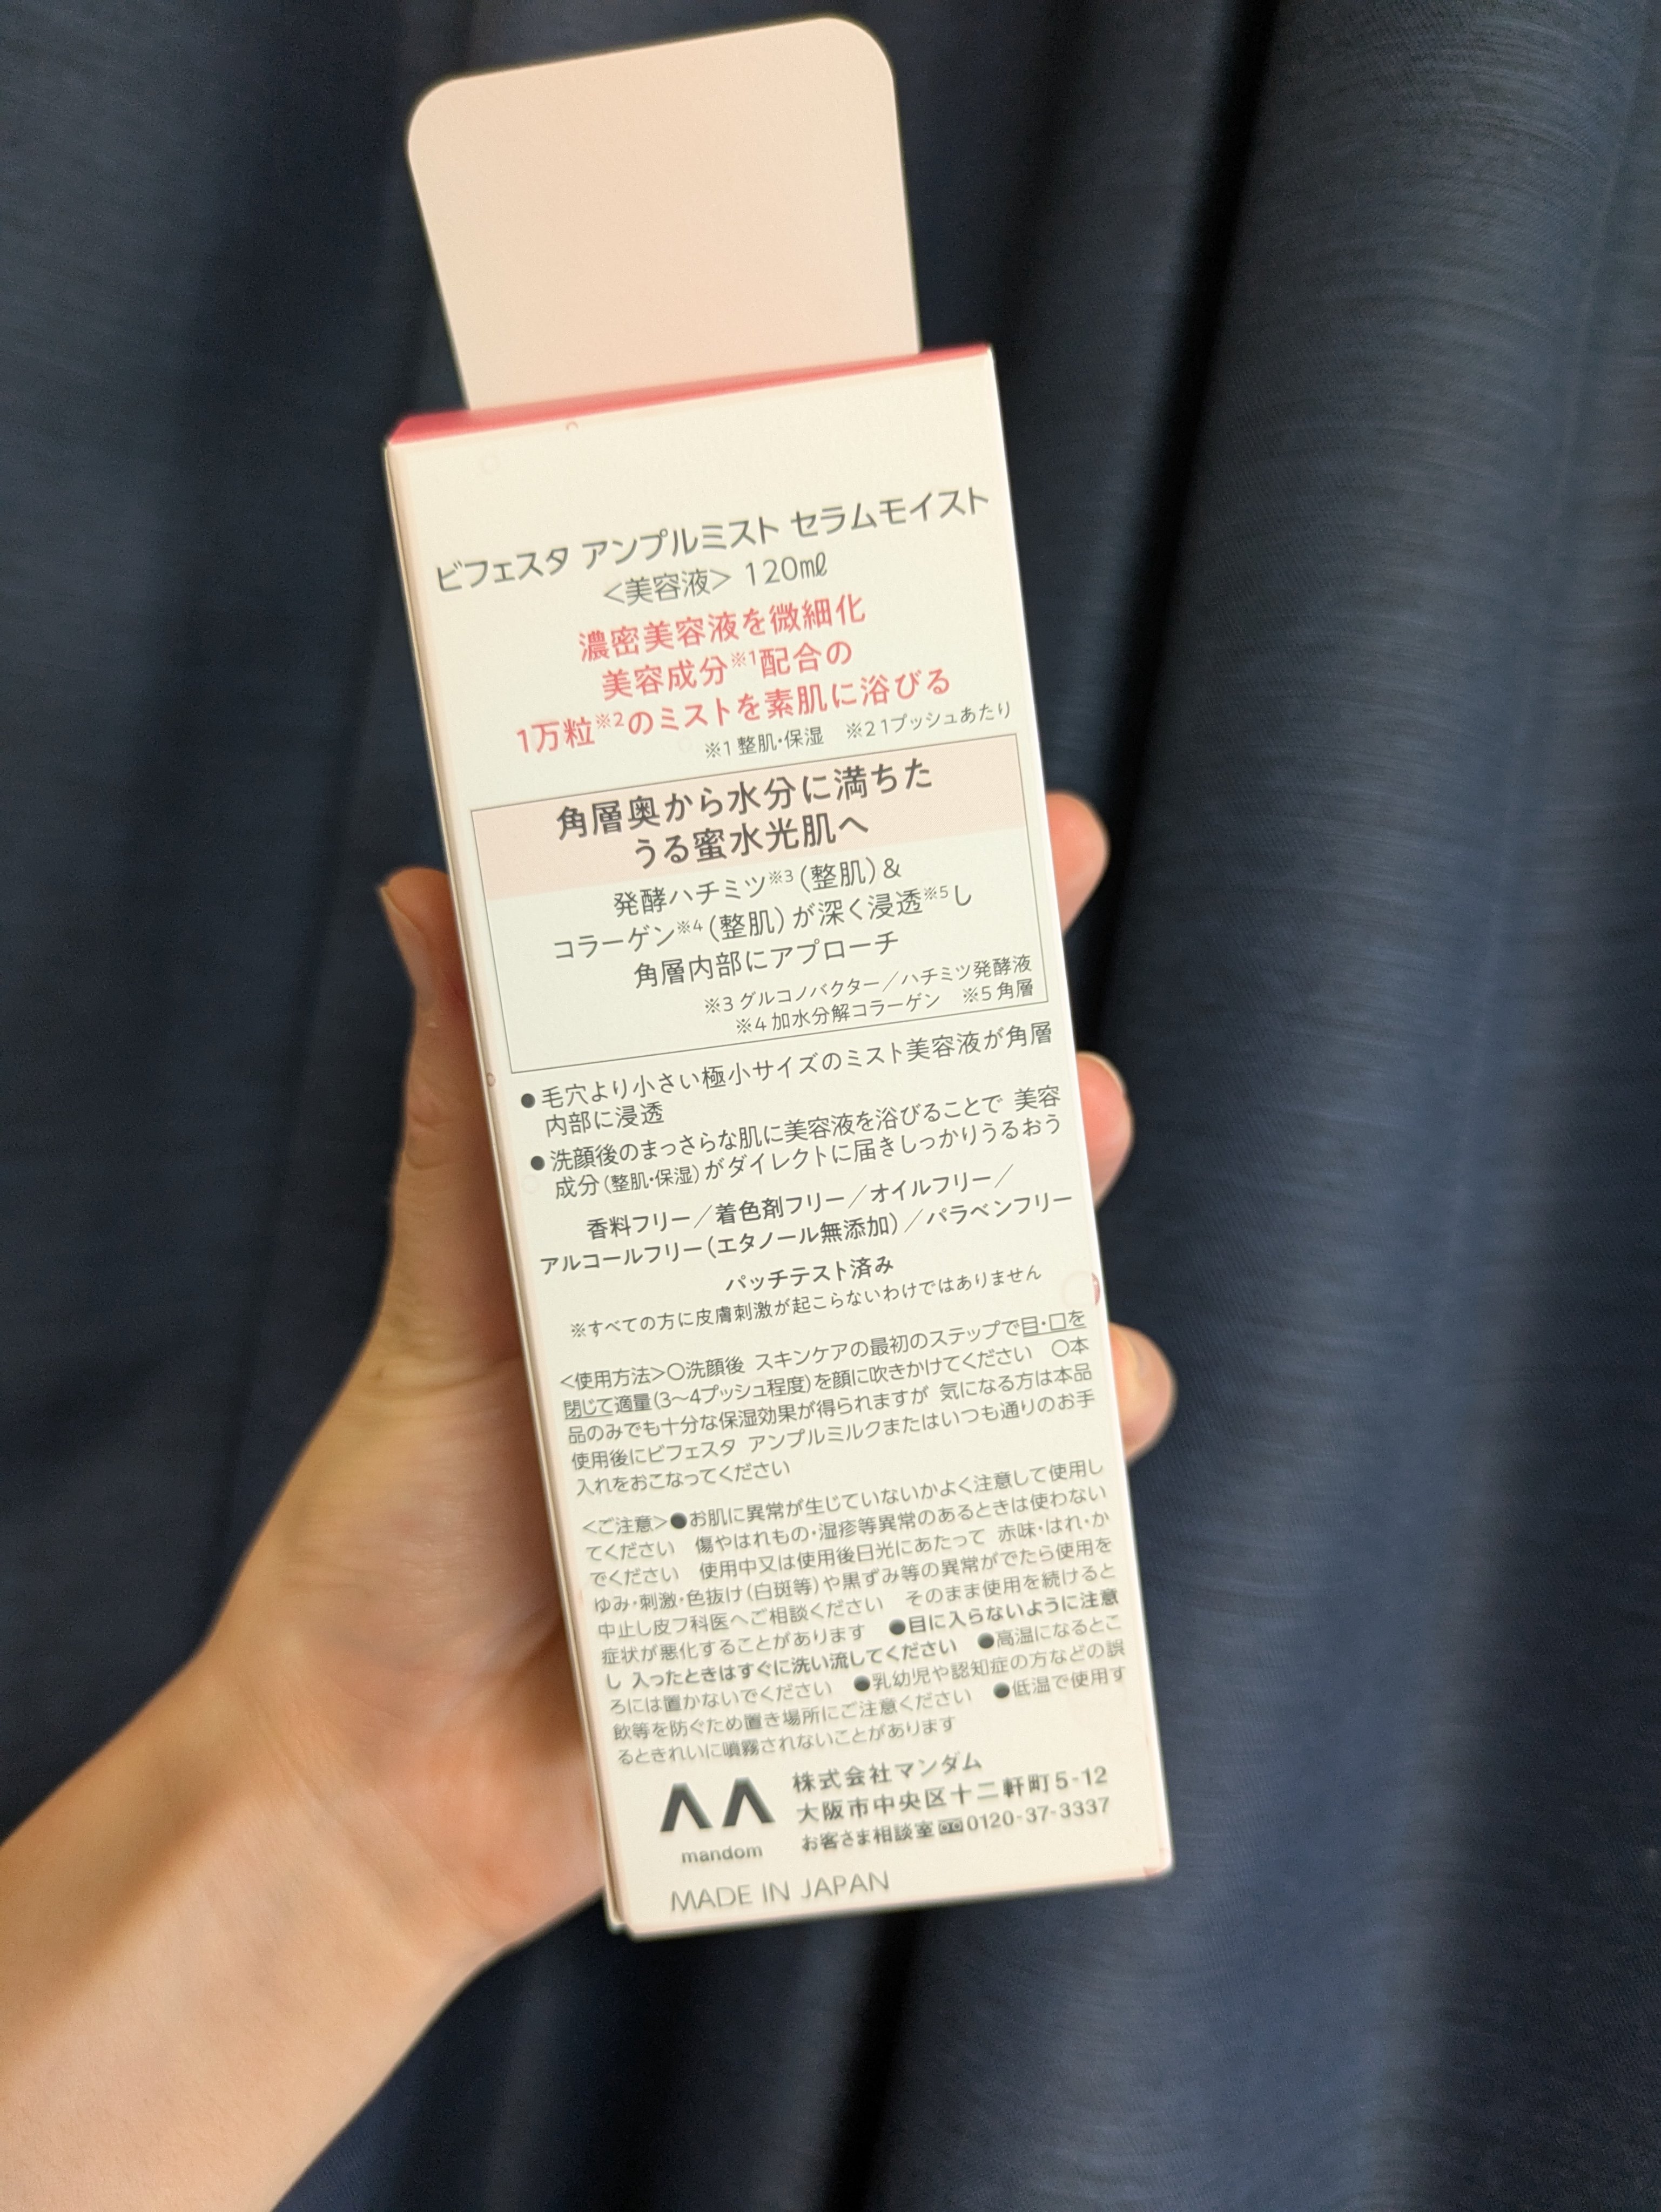 ビフェスタ アンプルミスト セラムモイスト
<美容液> 120mℓ
濃密美容液を微細化
美容成分※1配合の
1万粒※2のミストを素肌に浴びる
※1 整肌・保湿 ※2 1プッシュあたり
角層奥から水分に満ちた
うる蜜水光肌へ
発酵ハチミツ※3(整肌)&
コラーゲン※4(整肌)が深く浸透※5し
角層内部にアプローチ
※3 グルコノバクター/ハチミツ発酵液
※4 加水分解コラーゲン ※5 角層
●毛穴より小さい極小サイズのミスト美容液が角層
内部に浸透
●洗顔後のまっさらな肌に美容液を浴びることで 美容
成分(整肌・保湿)がダイレクトに届きしっかりうるおう
香料フリー/着色剤フリー/オイルフリー/
アルコールフリー(エタノール無添加)/パラベンフリー
パッチテスト済み
※すべての方に皮膚刺激が起こらないわけではありません
<使用方法>○洗顔後 スキンケアの最初のステップで目・口を
閉じて適量(3〜4プッシュ程度)を顔に吹きかけてください ○本
品のみでも十分な保湿効果が得られますが 気になる方は本品
使用後にビフェスタ アンプルミルクまたはいつも通りのお手
入れをおこなってください
<ご注意>●お肌に異常が生じていないかよく注意して使用し
てください 傷やはれもの・湿疹等異常のあるときは使わない
でください 使用中又は使用後日光にあたって 赤味・はれ・か
ゆみ・刺激・色抜け(白斑等)や黒ずみ等の異常がでたら使用を
中止し皮フ科医へご相談ください そのまま使用を続けると
症状が悪化することがあります ●目に入らないように注意
し 入ったときはすぐに洗い流してください ●高温になるとこ
ろには置かないでください ●乳幼児や認知症の方などの誤
飲等を防ぐため置き場所にご注意ください ●低温で使用す
るときれいに噴霧されないことがあります
株式会社マンダム
大阪市中央区十二軒町5-12
お客さま相談室 0120-37-3337
mandom
MADE IN JAPAN